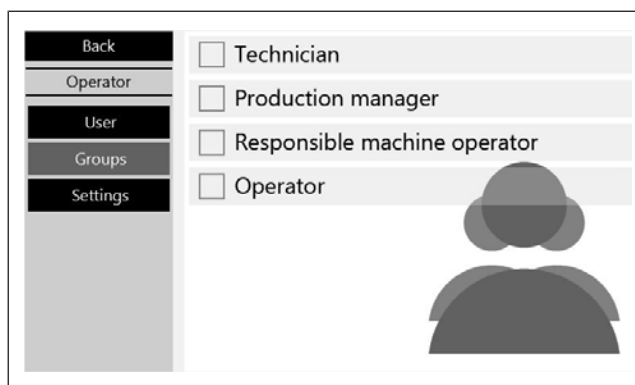 Back
Operator
User
Groups
Settings
Technician
Production manager
Responsible machine operator
Operator